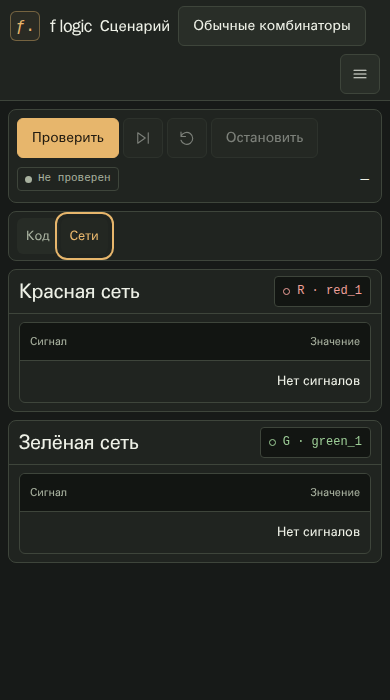 f. f logic Сценарий Обычные комбинаторы
Проверить Остановить
Не проверен —
Код Сети
Красная сеть R · red_1
Сигнал Значение
Нет сигналов
Зелёная сеть G · green_1
Сигнал Значение
Нет сигналов